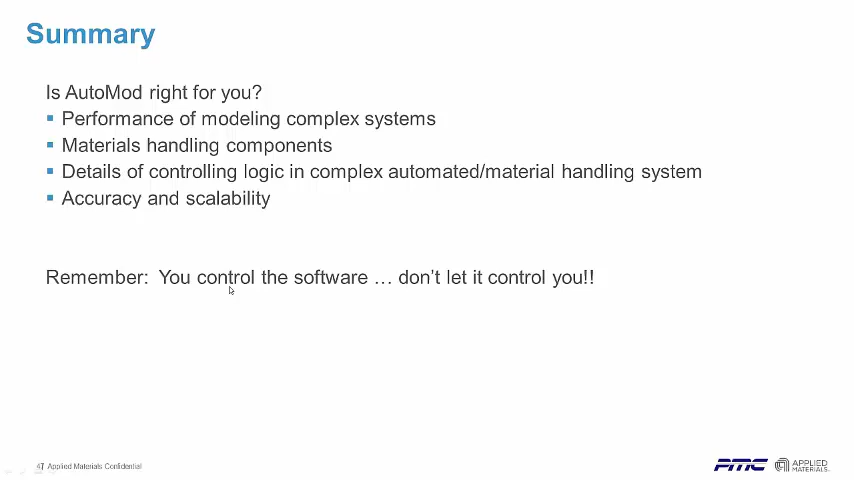 Summary
Is AutoMod right for you?
Performance of modeling complex systems
Materials handling components
Details of controlling logic in complex automated/material handling system
Accuracy and scalability
Remember: You control the software … don’t let it control you!!
47 Applied Materials Confidential
PMC
APPLIED
MATERIALS.